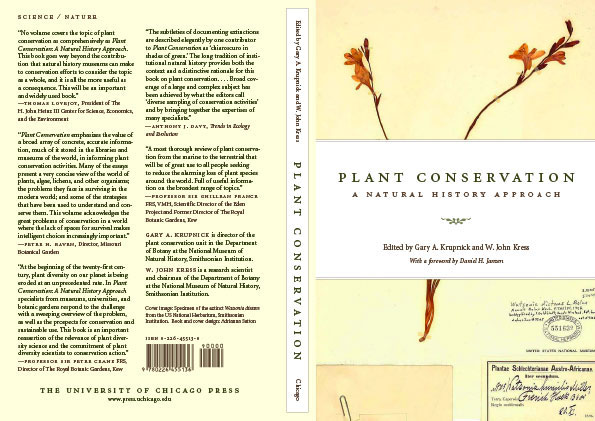 SCIENCE / NATURE
"No volume covers the topic of plant
conservation as comprehensively as Plant
Conservation: A Natural History Approach.
This book goes way beyond the contribu-
tion that natural history museums can make
to conservation efforts to consider the topic
as a whole, and it is all the more useful as
a consequence. This will be an important
and widely used book."
—THOMAS LOVEJOY, President of The
H. John Heinz III Center for Science, Economics,
and the Environment
"Plant Conservation emphasizes the value of
a broad array of concrete, accurate informa-
tion, much of it stored in the libraries and
museums of the world, in informing plant
conservation activities. Many of the essays
present a very concise view of the world of
plants, algae, lichens, and other organisms;
the problems they face in surviving in the
modern world; and some of the strategies
that have been used to understand and con-
serve them. This volume acknowledges the
great problems of conservation in a world
where the lack of spaces for survival makes
intelligent choices increasingly important."
—PETER H. RAVEN, Director, Missouri
Botanical Garden
"At the beginning of the twenty-first cen-
tury, plant diversity on our planet is being
eroded at an unprecedented rate. In Plant
Conservation: A Natural History Approach
specialists from museums, universities, and
botanic gardens respond to the challenge
with a sweeping overview of the problem,
as well as the prospects for conservation and
sustainable use. This book is an important
reassertion of the relevance of plant diver-
sity science and the commitment of plant
diversity scientists to conservation action."
—PROFESSOR SIR PETER CRANE FRS,
Director of The Royal Botanic Gardens, Kew
"The subtleties of documenting extinctions
are described elegantly by one contributor
to Plant Conservation as 'chiaroscuro in
shades of green.' The long tradition of insti-
tutional natural history provides both the
context and a distinctive rationale for this
book on plant conservation. . . . Broad cov-
erage of a large and complex subject has
been achieved by what the editors call
'diverse sampling of conservation activities'
and by bringing together the expertise of
many specialists."
—ANTHONY J. DAVY, Trends in Ecology
and Evolution
"A most thorough review of plant conserva-
tion from the marine to the terrestrial that
will be of great use to all people seeking
to reduce the alarming loss of plant species
around the world. Full of useful informa-
tion on the broadest range of topics."
—PROFESSOR SIR GHILLEAN PRANCE
FRS, VMH, Scientific Director of the Eden
Project and Former Director of The Royal
Botanic Gardens, Kew
GARY A. KRUPNICK is director of the
plant conservation unit in the Department
of Botany at the National Museum of
Natural History, Smithsonian Institution.
W. JOHN KRESS is a research scientist
and chairman of the Department of Botany
at the National Museum of Natural History,
Smithsonian Institution.
Cover image: Specimen of the extinct Watsonia distans
from the US National Herbarium, Smithsonian
Institution. Book and cover design: Adrianna Sutton
ISBN 0-226-45513-0
90000
9 780226 455136
THE UNIVERSITY OF CHICAGO PRESS
www.press.uchicago.edu
Edited by Gary A. Krupnick and W. John Kress
PLANT CONSERVATION
Chicago
PLANT CONSERVATION
A NATURAL HISTORY APPROACH
Edited by Gary A. Krupnick and W. John Kress
With a foreword by Daniel H. Janzen
Watsonia distans L. Bolus
551832
UNITED STATES NATIONAL MUSEUM
Plantae Schlechterianae Austro-Africanae.
Iter secundum.
Watsonia humilis Miller
French Hoek